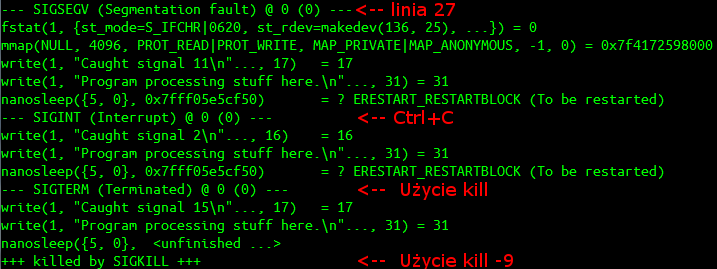 --- SIGSEGV (Segmentation fault) @ 0 (0) --- <-- linia 27
fstat(1, {st_mode=S_IFCHR|0620, st_rdev=makedev(136, 25), ...}) = 0
mmap(NULL, 4096, PROT_READ|PROT_WRITE, MAP_PRIVATE|MAP_ANONYMOUS, -1, 0) = 0x7f4172598000
write(1, "Caught signal 11\n"..., 17)   = 17
write(1, "Program processing stuff here.\n"..., 31) = 31
nanosleep({5, 0}, 0x7fff05e5cf50)       = ? ERESTART_RESTARTBLOCK (To be restarted)
--- SIGINT (Interrupt) @ 0 (0) --- <-- Ctrl+C
write(1, "Caught signal 2\n"..., 16)    = 16
write(1, "Program processing stuff here.\n"..., 31) = 31
nanosleep({5, 0}, 0x7fff05e5cf50)       = ? ERESTART_RESTARTBLOCK (To be restarted)
--- SIGTERM (Terminated) @ 0 (0) --- <-- Użycie kill
write(1, "Caught signal 15\n"..., 17)   = 17
write(1, "Program processing stuff here.\n"..., 31) = 31
nanosleep({5, 0},  <unfinished ...>
+++ killed by SIGKILL +++ <-- Użycie kill -9